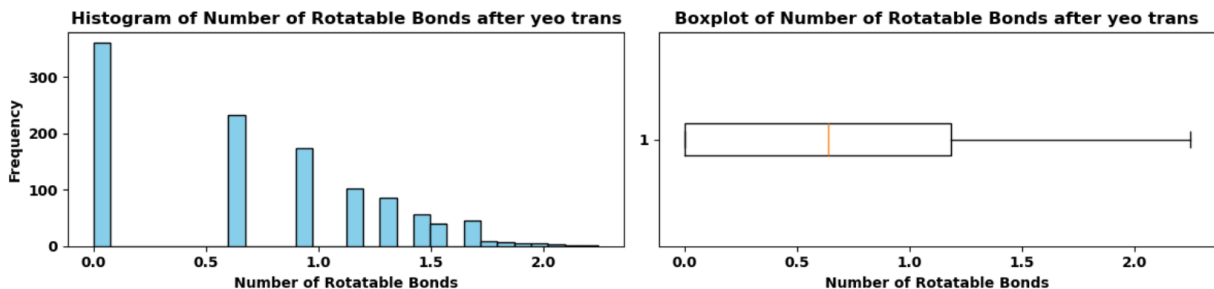 Histogram of Number of Rotatable Bonds after yeo trans
Frequency
300
200
100
0
0.0 0.5 1.0 1.5 2.0
Number of Rotatable Bonds
Boxplot of Number of Rotatable Bonds after yeo trans
1
0.0 0.5 1.0 1.5 2.0
Number of Rotatable Bonds